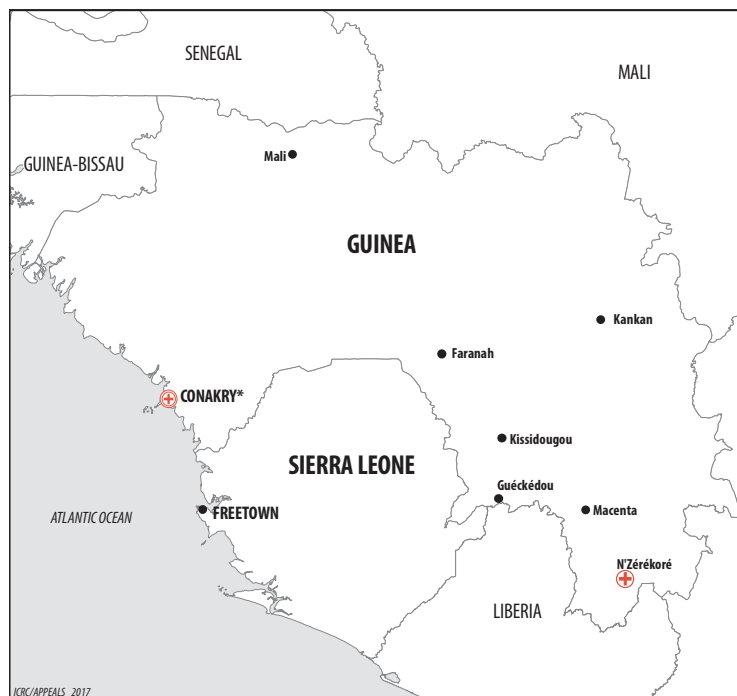 SENEGAL
MALI
Mali
GUINEA-BISSAU
GUINEA
Kankan
Faranah
CONAKRY*
Kissidougou
SIERRA LEONE
Guéckédou
FREETOWN
Macenta
ATLANTIC OCEAN
N'Zérékoré
LIBERIA
ICRC/APPEALS 2017